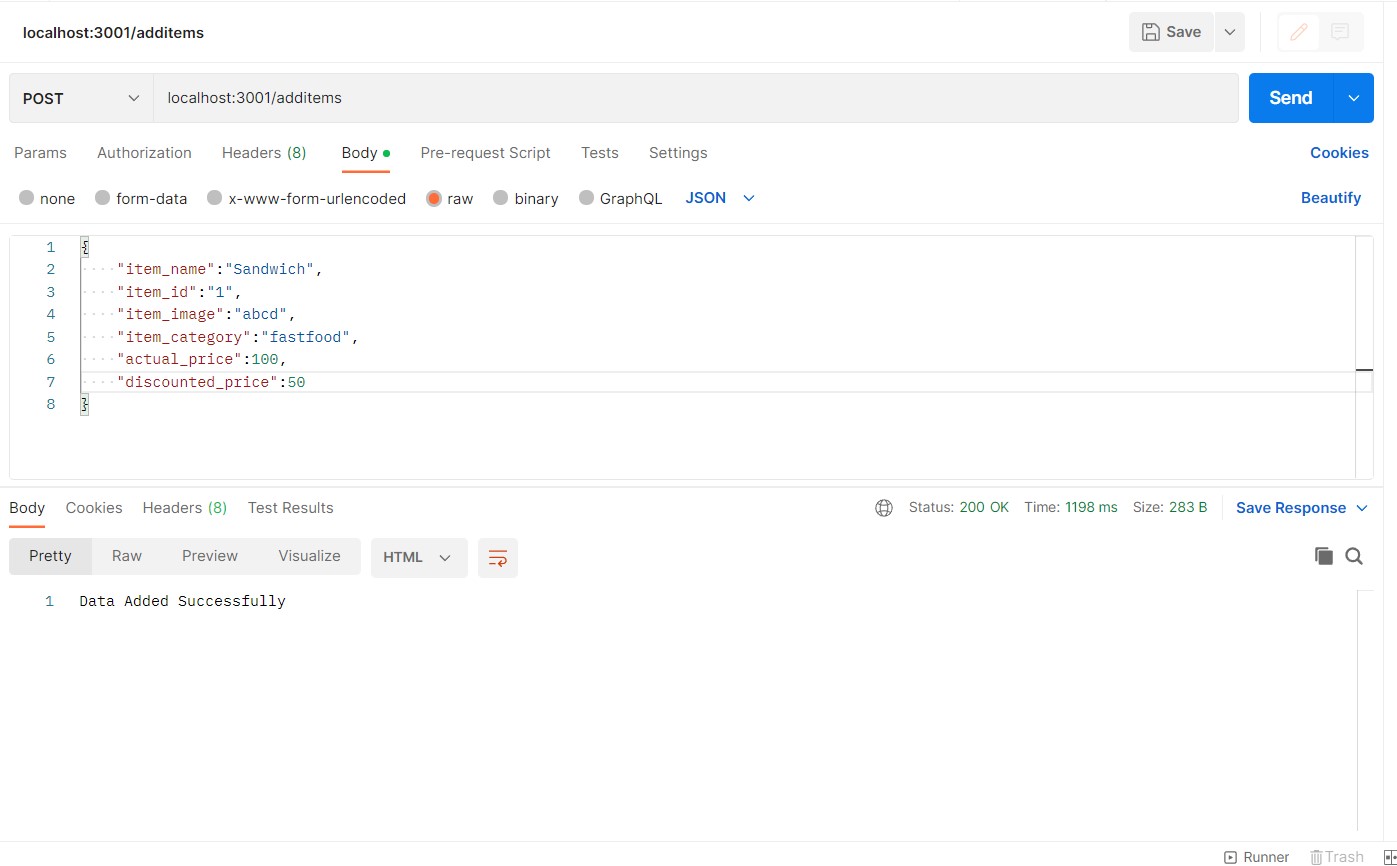 localhost:3001/additems
Save
POST
localhost:3001/additems
Send
Params Authorization Headers (8) Body Pre-request Script Tests Settings Cookies
none form-data x-www-form-urlencoded raw binary GraphQL JSON Beautify
1 {
2 "item_name":"Sandwich",
3 "item_id":"1",
4 "item_image":"abcd",
5 "item_category":"fastfood",
6 "actual_price":100,
7 "discounted_price":50
8 }
Body Cookies Headers (8) Test Results Status: 200 OK Time: 1198 ms Size: 283 B Save Response
Pretty Raw Preview Visualize HTML
1 Data Added Successfully
Runner Trash